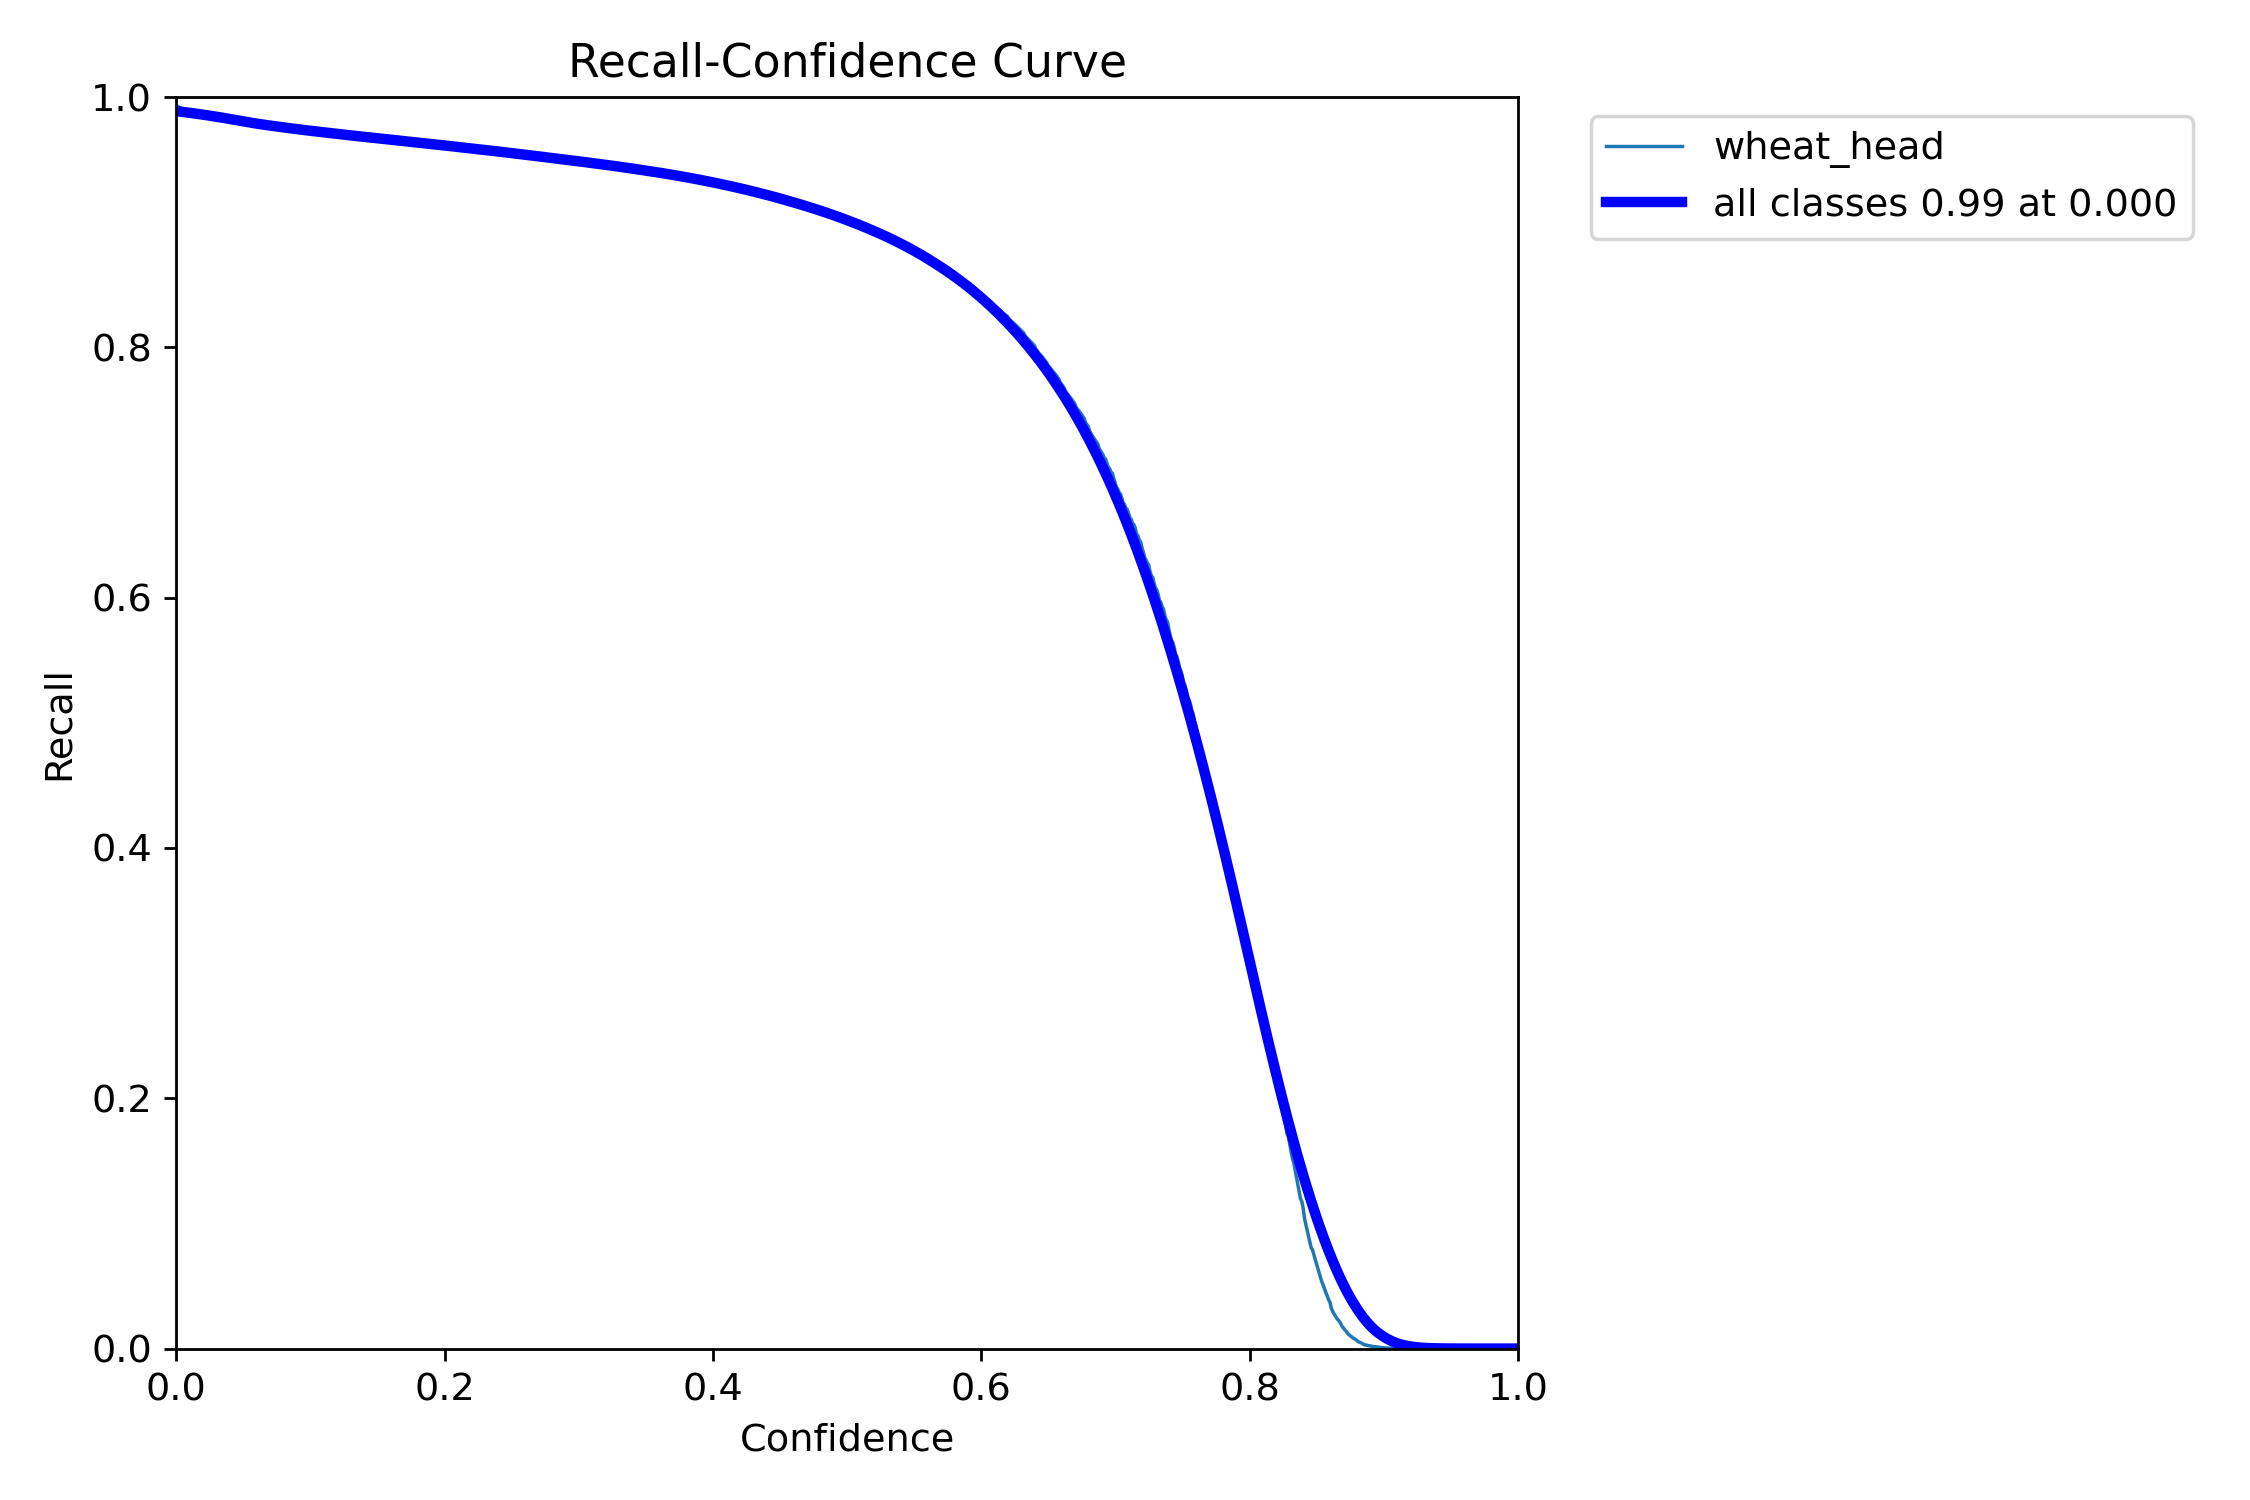 Recall-Confidence Curve
1.0
0.8
0.6
0.4
0.2
0.0
Recall
0.0 0.2 0.4 0.6 0.8 1.0
Confidence
wheat_head
all classes 0.99 at 0.000